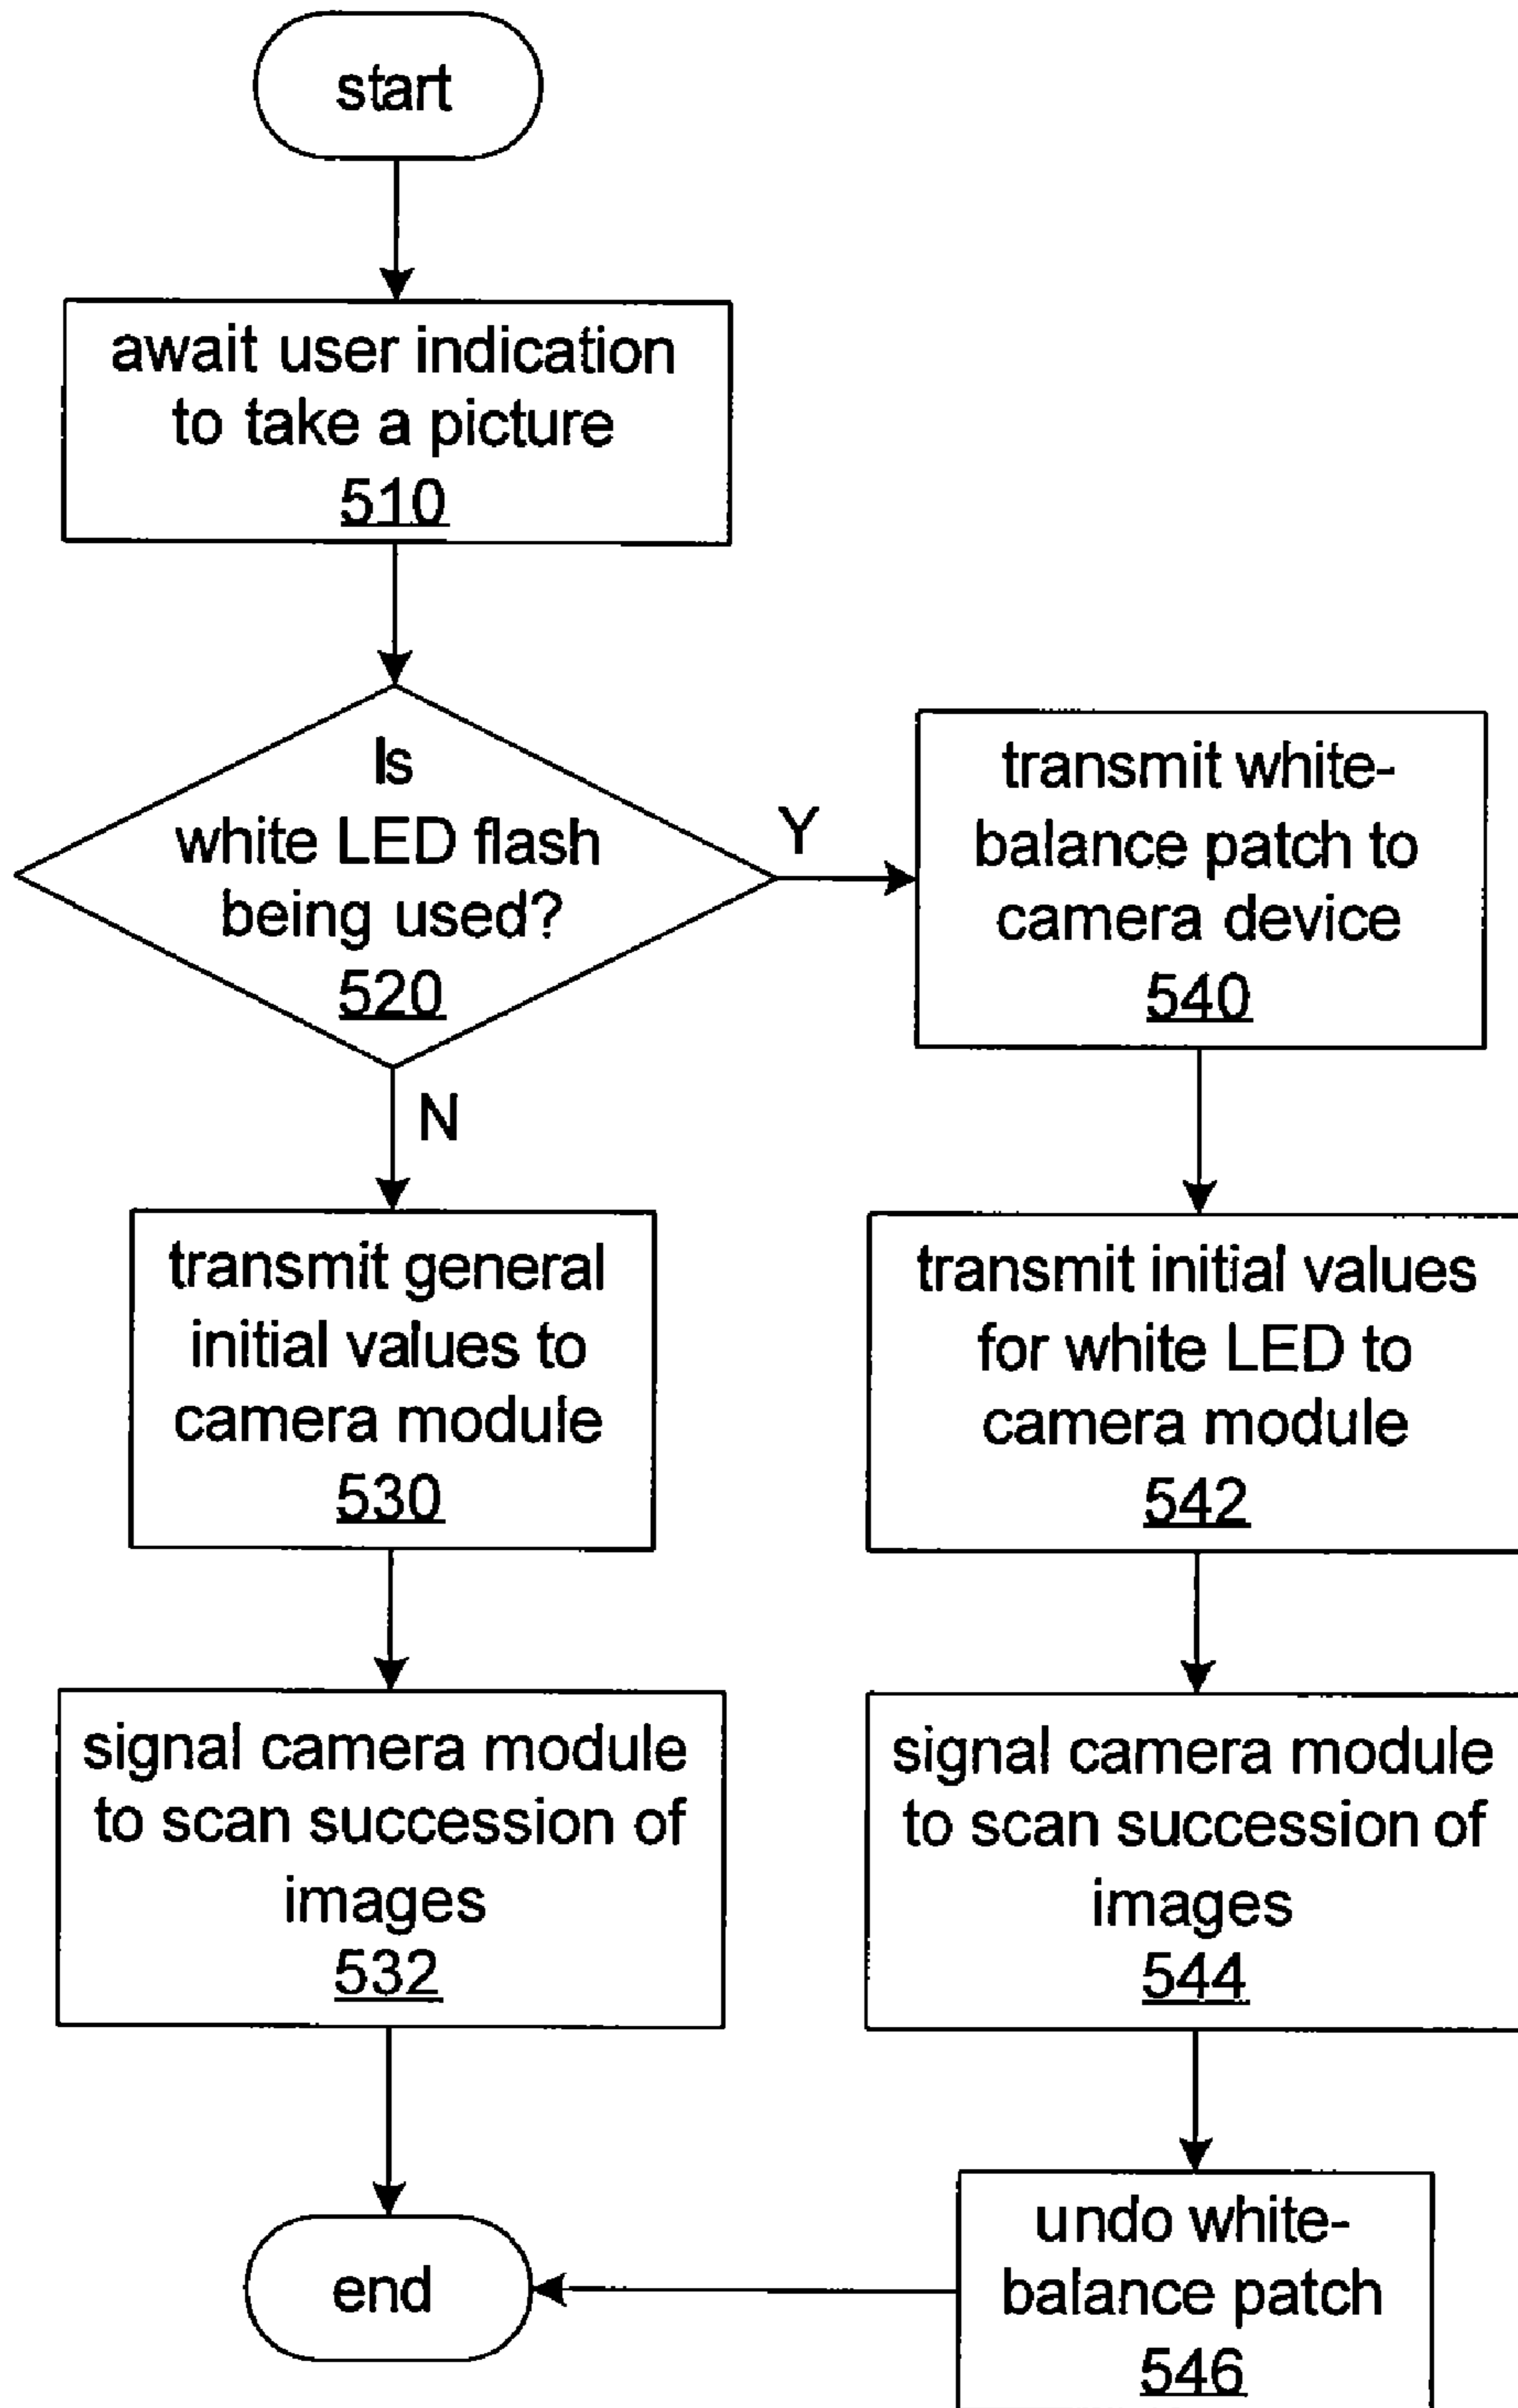 start
await user indication
to take a picture
510
Is
white LED flash
being used?
520
Y
N
transmit white-
balance patch to
camera device
540
transmit general
initial values to
camera module
530
transmit initial values
for white LED to
camera module
542
signal camera module
to scan succession of
images
532
signal camera module
to scan succession of
images
544
undo white-
balance patch
546
end